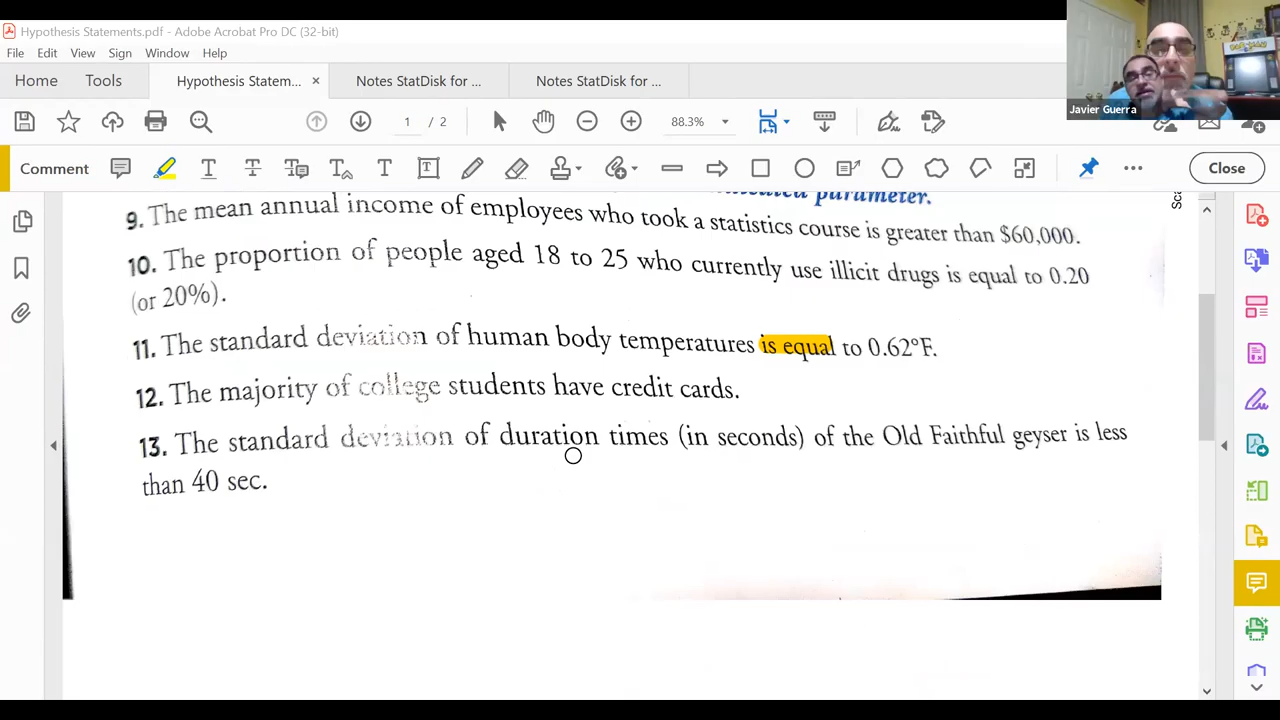 Hypothesis Statements.pdf - Adobe Acrobat Pro DC (32-bit)
File Edit View Sign Window Help
Home Tools Hypothesis Statem... × Notes StatDisk for ... Notes StatDisk for ...
1 / 2 88.3%
Javier Guerra
Comment Close
parameter.
Sc
9. The mean annual income of employees who took a statistics course is greater than $60,000.
10. The proportion of people aged 18 to 25 who currently use illicit drugs is equal to 0.20
(or 20%).
11. The standard deviation of human body temperatures is equal to 0.62°F.
12. The majority of college students have credit cards.
13. The standard deviation of duration times (in seconds) of the Old Faithful geyser is less
than 40 sec.